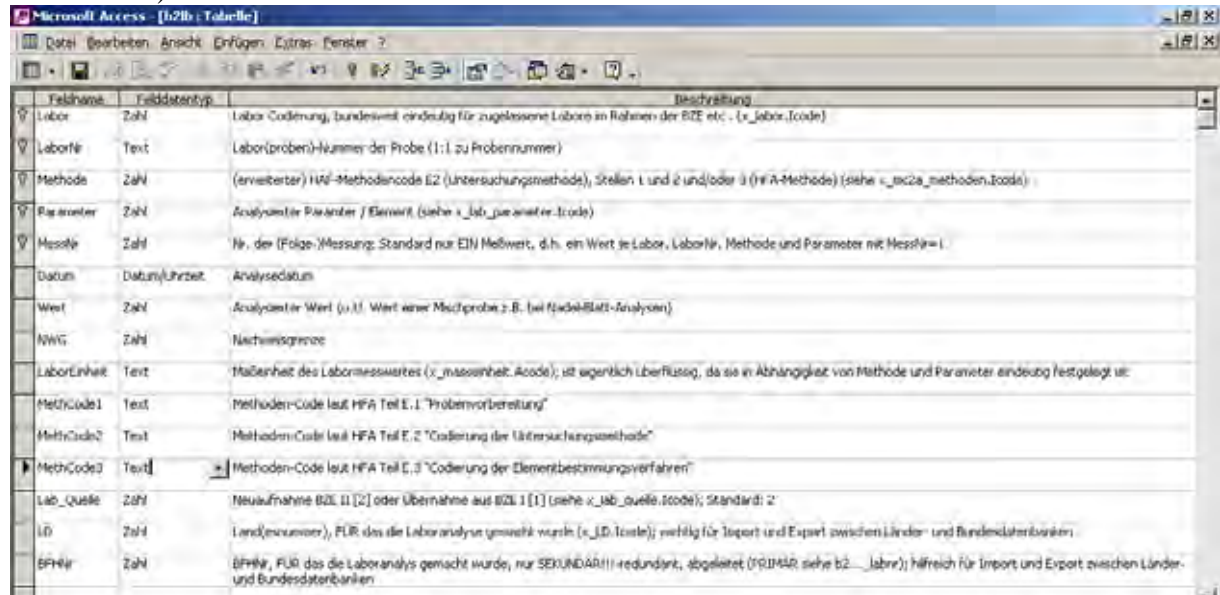 Microsoft Access - [b2lb : Tabelle]
Datei Bearbeiten Ansicht Einfügen Extras Fenster ?
Feldname Felddatentyp Beschreibung
Labor Zahl Labor Codierung, bundesweit eindeutig für zugelassene Labore im Rahmen der BZE etc . (x_labor.Icode)
LaborNr Text Labor(proben)-Nummer der Probe (1:1 zu Probennummer)
Methode Zahl (erweiterter) HAF-Methodencode E2 (Untersuchungsmethode), Stellen 1 und 2 und/oder 3 (HFA-Methode) (siehe x_mc2a_methoden.Icode)
Parameter Zahl Analysierter Paramter / Element (siehe x_lab_parameter.Icode)
MessNr Zahl Nr. der (Folge-)Messung; Standard nur EIN Meßwert, d.h. ein Wert je Labor, LaborNr, Methode und Parameter mit MessNr=1
Datum Datum/Uhrzeit Analysedatum
Wert Zahl Analysierter Wert (u.U. Wert einer Mischprobe z.B. bei Nadel-Blatt-Analysen)
NWG Zahl Nachweisgrenze
LaborEinheit Text Maßeinheit des Labormesswertes (x_masseinheit.Acode); ist eigentlich überflüssig, da sie in Abhängigkeit von Methode und Parameter eindeutig festgelegt ist
MethCode1 Text Methoden-Code laut HFA Teil E.1 "Probenvorbereitung"
MethCode2 Text Methoden-Code laut HFA Teil E.2 "Codierung der Untersuchungsmethode"
MethCode3 Text Methoden-Code laut HFA Teil E.3 "Codierung der Elementbestimmungsverfahren"
Lab_Quelle Zahl Neuaufnahme BZE II [2] oder Übernahme aus BZE I [1] (siehe x_lab_quelle.Icode); Standard: 2
LD Zahl Land(esnummer), FÜR das die Laboranalyse gemacht wurde (x_LD.Icode); wichtig für Import und Export zwischen Länder- und Bundesdatenbanken
BFHNr Zahl BFHNr, FÜR das die Laboranalys gemacht wurde, nur SEKUNDÄR!!! redundant, abgeleitet (PRIMÄR siehe b2...._labnr); hilfreich für Import und Export zwischen Länder-
und Bundesdatenbanken